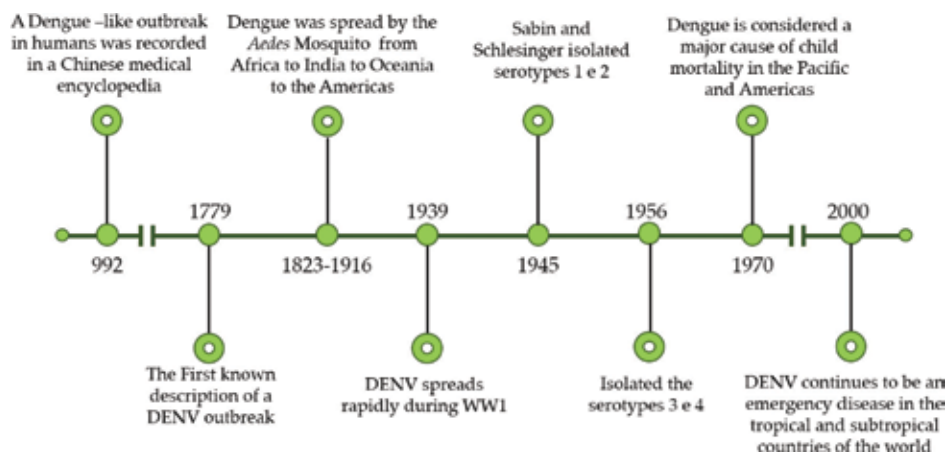 A Dengue –like outbreak
in humans was recorded
in a Chinese medical
encyclopedia
Dengue was spread by the
Aedes Mosquito from
Africa to India to Oceania
to the Americas
Sabin and
Schlesinger isolated
serotypes 1 e 2
Dengue is considered a
major cause of child
mortality in the Pacific
and Americas
1779
1939
1956
2000
992
1823-1916
1945
1970
The First known
description of a
DENV outbreak
DENV spreads
rapidly during WW1
Isolated the
serotypes 3 e 4
DENV continues to be an
emergency disease in the
tropical and subtropical
countries of the world